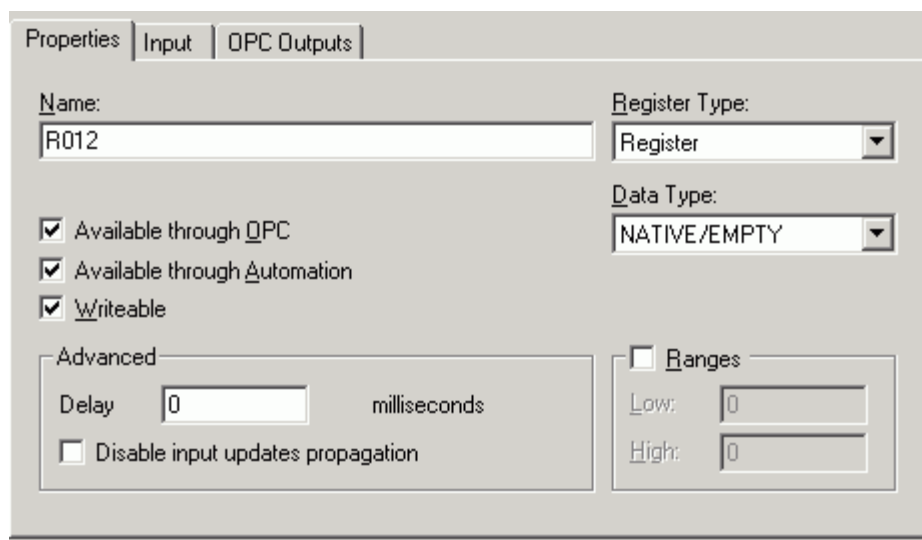 Properties
Input
OPC Outputs
Name:
R012
Register Type:
Register
Data Type:
NATIVE/EMPTY
Available through OPC
Available through Automation
Writeable
Advanced
Delay 0 milliseconds
Disable input updates propagation
Ranges
Low: 0
High: 0